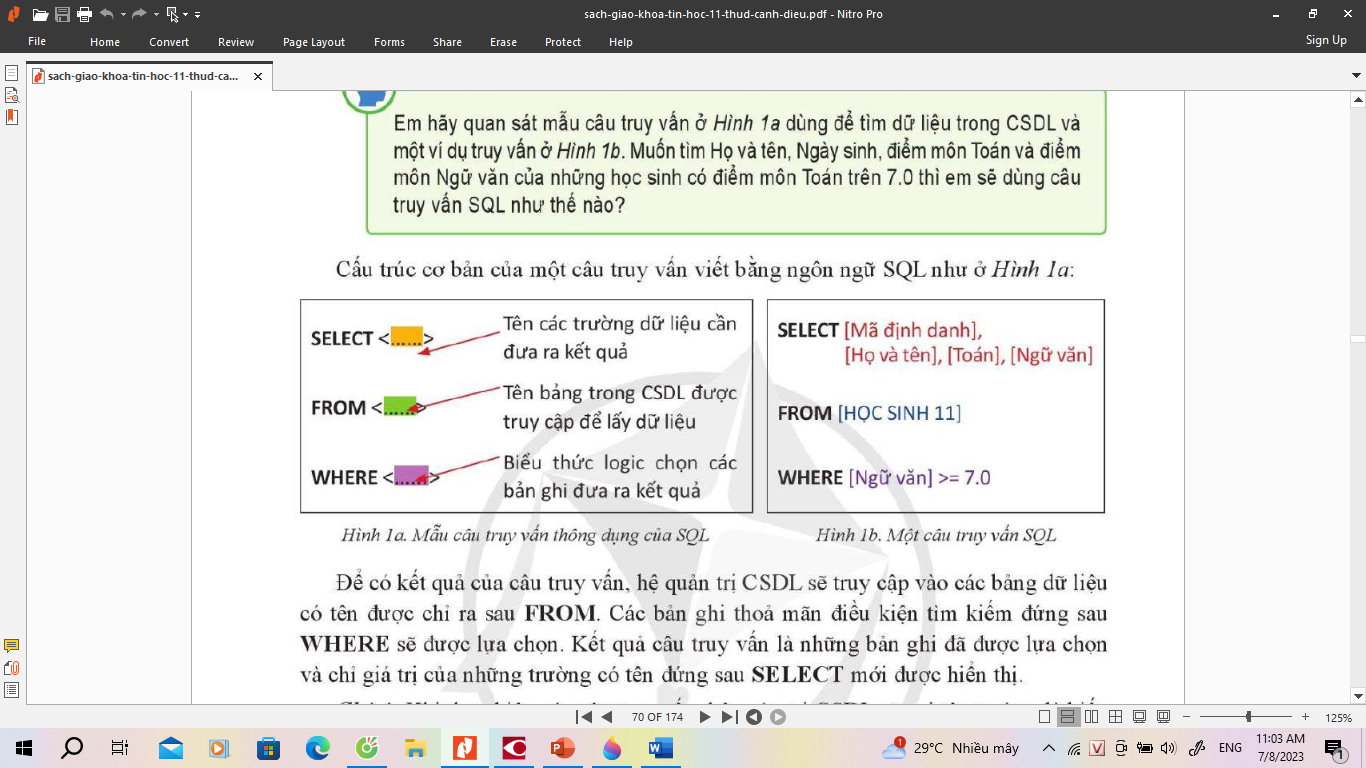 sach-giao-khoa-tin-hoc-11-thud-canh-dieu.pdf - Nitro Pro
File
Home
Convert
Review
Page Layout
Forms
Share
Erase
Protect
Help
Sign Up
sach-giao-khoa-tin-hoc-11-thud-ca...
Em hãy quan sát mẫu câu truy vấn ở Hình 1a dùng để tìm dữ liệu trong CSDL và
một ví dụ truy vấn ở Hình 1b. Muốn tìm Họ và tên, Ngày sinh, điểm môn Toán và điểm
môn Ngữ văn của những học sinh có điểm môn Toán trên 7.0 thì em sẽ dùng câu
truy vấn SQL như thế nào?
Cấu trúc cơ bản của một câu truy vấn viết bằng ngôn ngữ SQL như ở Hình 1a:
SELECT <......>
Tên các trường dữ liệu cần
đưa ra kết quả
FROM <......>
Tên bảng trong CSDL được
truy cập để lấy dữ liệu
WHERE <......>
Biểu thức logic chọn các
bản ghi đưa ra kết quả
SELECT [Mã định danh],
[Họ và tên], [Toán], [Ngữ văn]
FROM [HỌC SINH 11]
WHERE [Ngữ văn] >= 7.0
Hình 1a. Mẫu câu truy vấn thông dụng của SQL
Hình 1b. Một câu truy vấn SQL
Để có kết quả của câu truy vấn, hệ quản trị CSDL sẽ truy cập vào các bảng dữ liệu
có tên được chỉ ra sau FROM. Các bản ghi thoả mãn điều kiện tìm kiếm đứng sau
WHERE sẽ được lựa chọn. Kết quả câu truy vấn là những bản ghi đã được lựa chọn
và chỉ giá trị của những trường có tên đứng sau SELECT mới được hiển thị.
70 OF 174
125%
29°C Nhiều mây
ENG
11:03 AM
7/8/2023